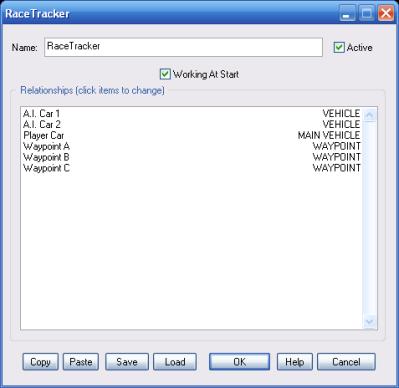 RaceTracker
Name: RaceTracker Active
Working At Start
Relationships (click items to change)
A.I. Car 1 VEHICLE
A.I. Car 2 VEHICLE
Player Car MAIN VEHICLE
Waypoint A WAYPOINT
Waypoint B WAYPOINT
Waypoint C WAYPOINT
Copy Paste Save Load OK Help Cancel